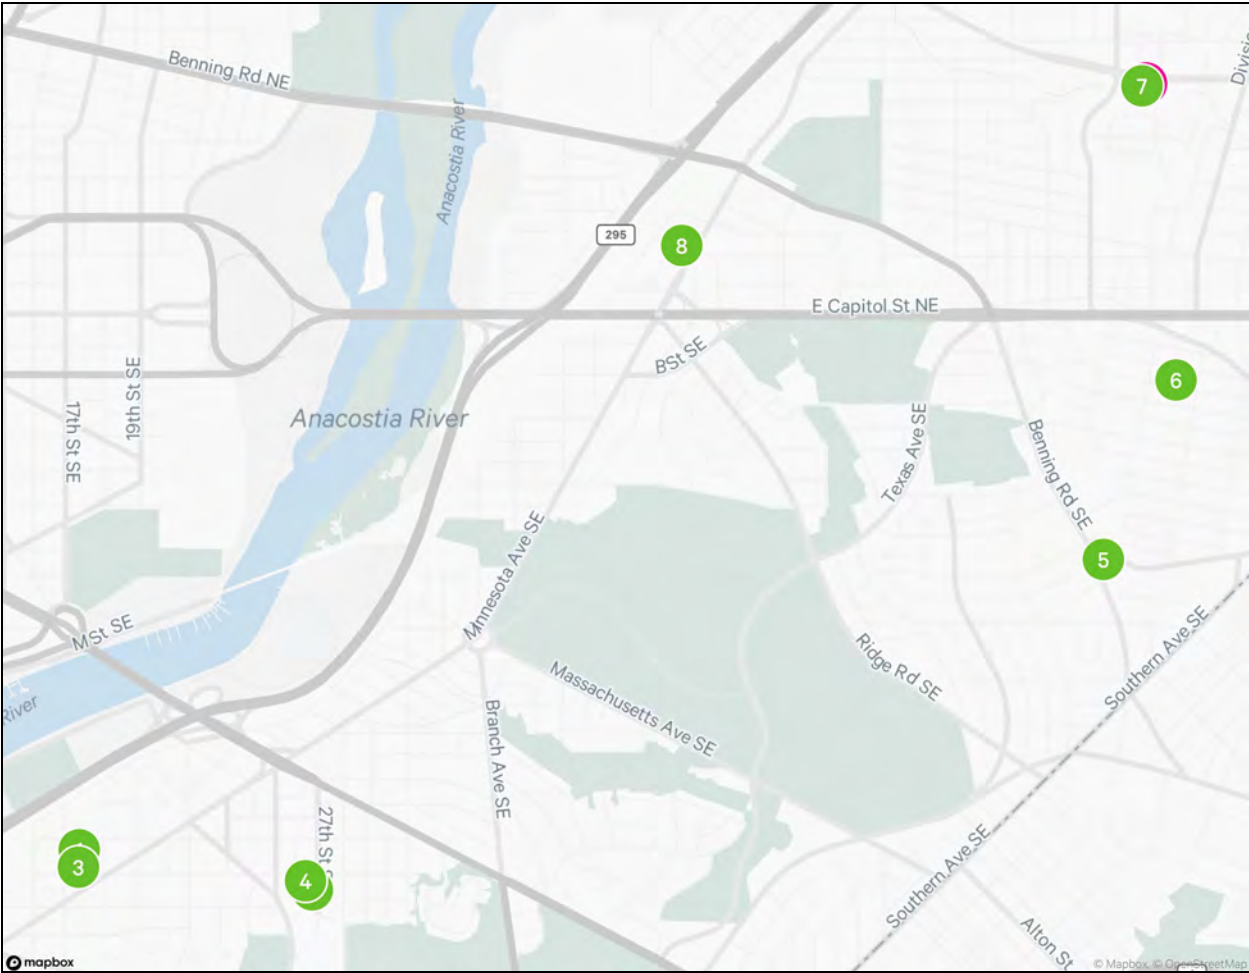 Benning Rd NE
Divisi
7
Anacostia River
295
8
E Capitol St NE
B St SE
6
19th St SE
17th St SE
Anacostia River
Texas Ave SE
Benning Rd SE
5
Minnesota Ave SE
M St SE
Ridge Rd SE
Southern Ave SE
Massachusetts Ave SE
River
Branch Ave SE
27th St S
3
4
Southern Ave SE
Alton St
mapbox
© Mapbox, © OpenStreetMap